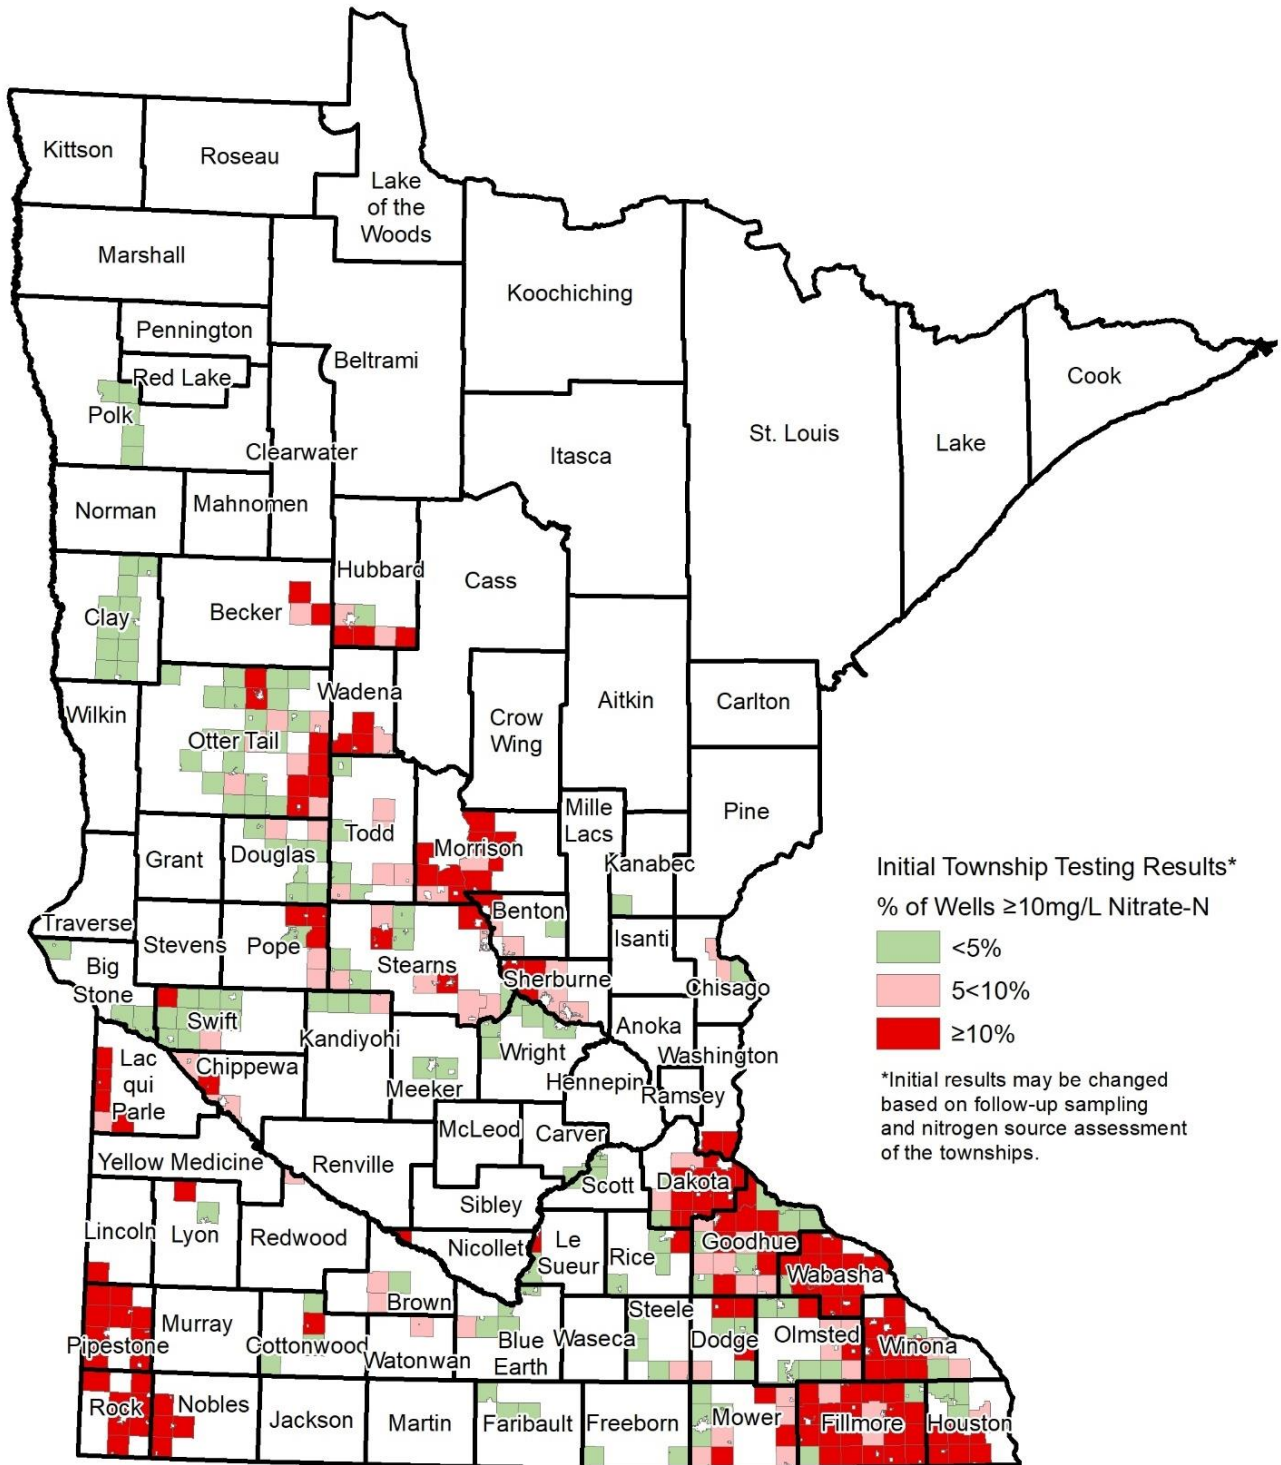 Kittson
Roseau
Lake
of the
Woods
Marshall
Koochiching
Pennington
Beltrami
Red Lake
Cook
Polk
St. Louis
Lake
Clearwater
Itasca
Norman
Mahnomen
Hubbard
Cass
Clay
Becker
Wadena
Aitkin
Carlton
Wilkin
Crow
Wing
Otter Tail
Mille
Lacs
Pine
Todd
Morrison
Grant
Douglas
Kanabec
Initial Township Testing Results*
% of Wells ≥10mg/L Nitrate-N
<5%
5<10%
≥10%
*Initial results may be changed
based on follow-up sampling
and nitrogen source assessment
of the townships.
Traverse
Stevens
Pope
Benton
Isanti
Big
Stone
Stearns
Sherburne
Chisago
Swift
Kandiyohi
Anoka
Wright
Washington
Lac
qui
Parle
Chippewa
Meeker
Hennepin
Ramsey
McLeod
Carver
Yellow Medicine
Renville
Scott
Dakota
Sibley
Lincoln
Lyon
Redwood
Nicollet
Le
Sueur
Rice
Goodhue
Wabasha
Brown
Pipestone
Murray
Cottonwood
Watonwan
Blue
Earth
Waseca
Steele
Dodge
Olmsted
Winona
Rock
Nobles
Jackson
Martin
Faribault
Freeborn
Mower
Fillmore
Houston